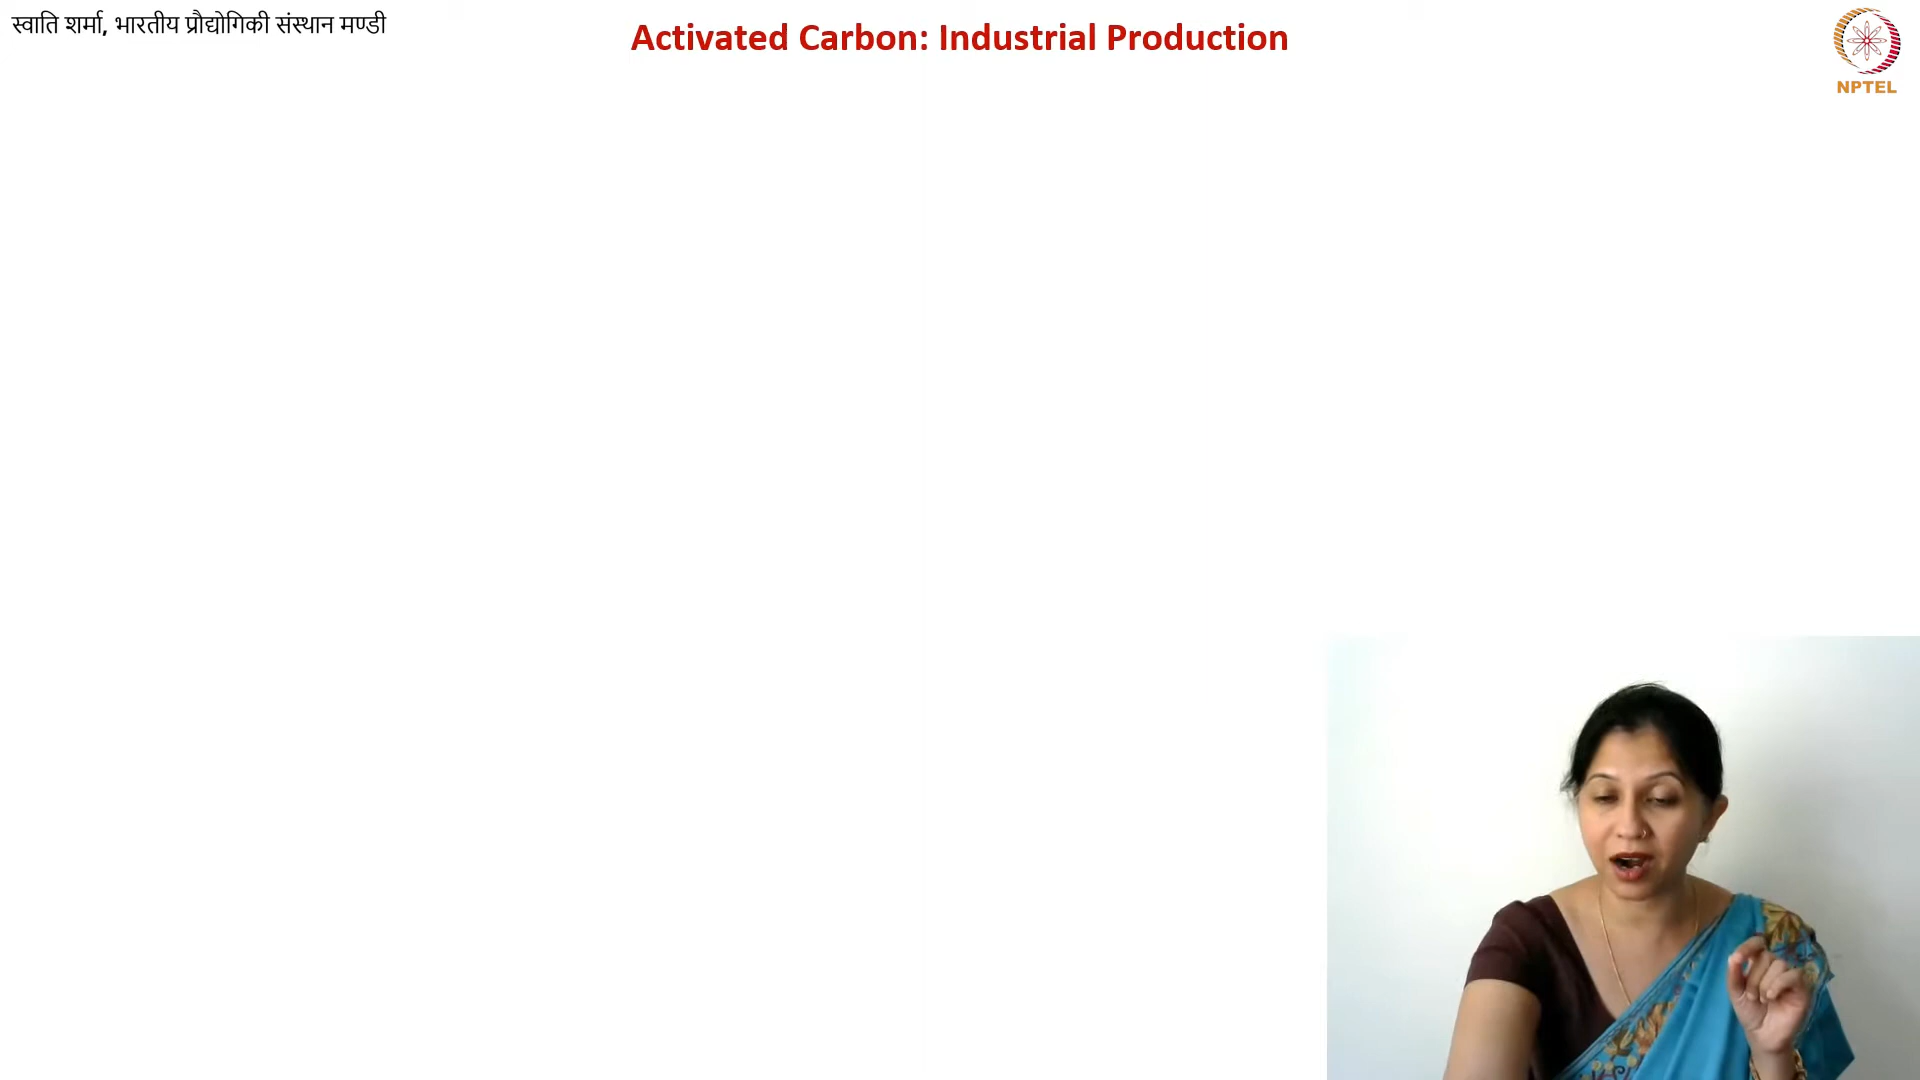 स्वाति शर्मा, भारतीय प्रौद्योगिकी संस्थान मण्डी
Activated Carbon: Industrial Production
NPTEL